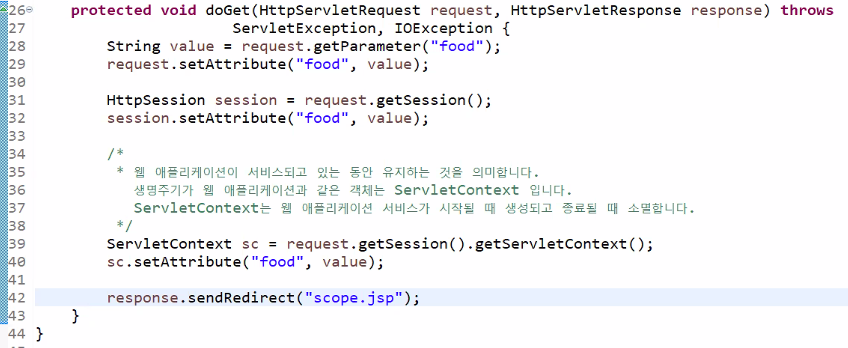 26 protected void doGet(HttpServletRequest request, HttpServletResponse response) throws
27 ServletException, IOException {
28 String value = request.getParameter("food");
29 request.setAttribute("food", value);
30
31 HttpSession session = request.getSession();
32 session.setAttribute("food", value);
33
34 /*
35 * 웹 애플리케이션이 서비스되고 있는 동안 유지하는 것을 의미합니다.
36 생명주기가 웹 애플리케이션과 같은 객체는 ServletContext 입니다.
37 ServletContext는 웹 애플리케이션 서비스가 시작될 때 생성되고 종료될 때 소멸합니다.
38 */
39 ServletContext sc = request.getSession().getServletContext();
40 sc.setAttribute("food", value);
41
42 response.sendRedirect("scope.jsp");
43 }
44 }